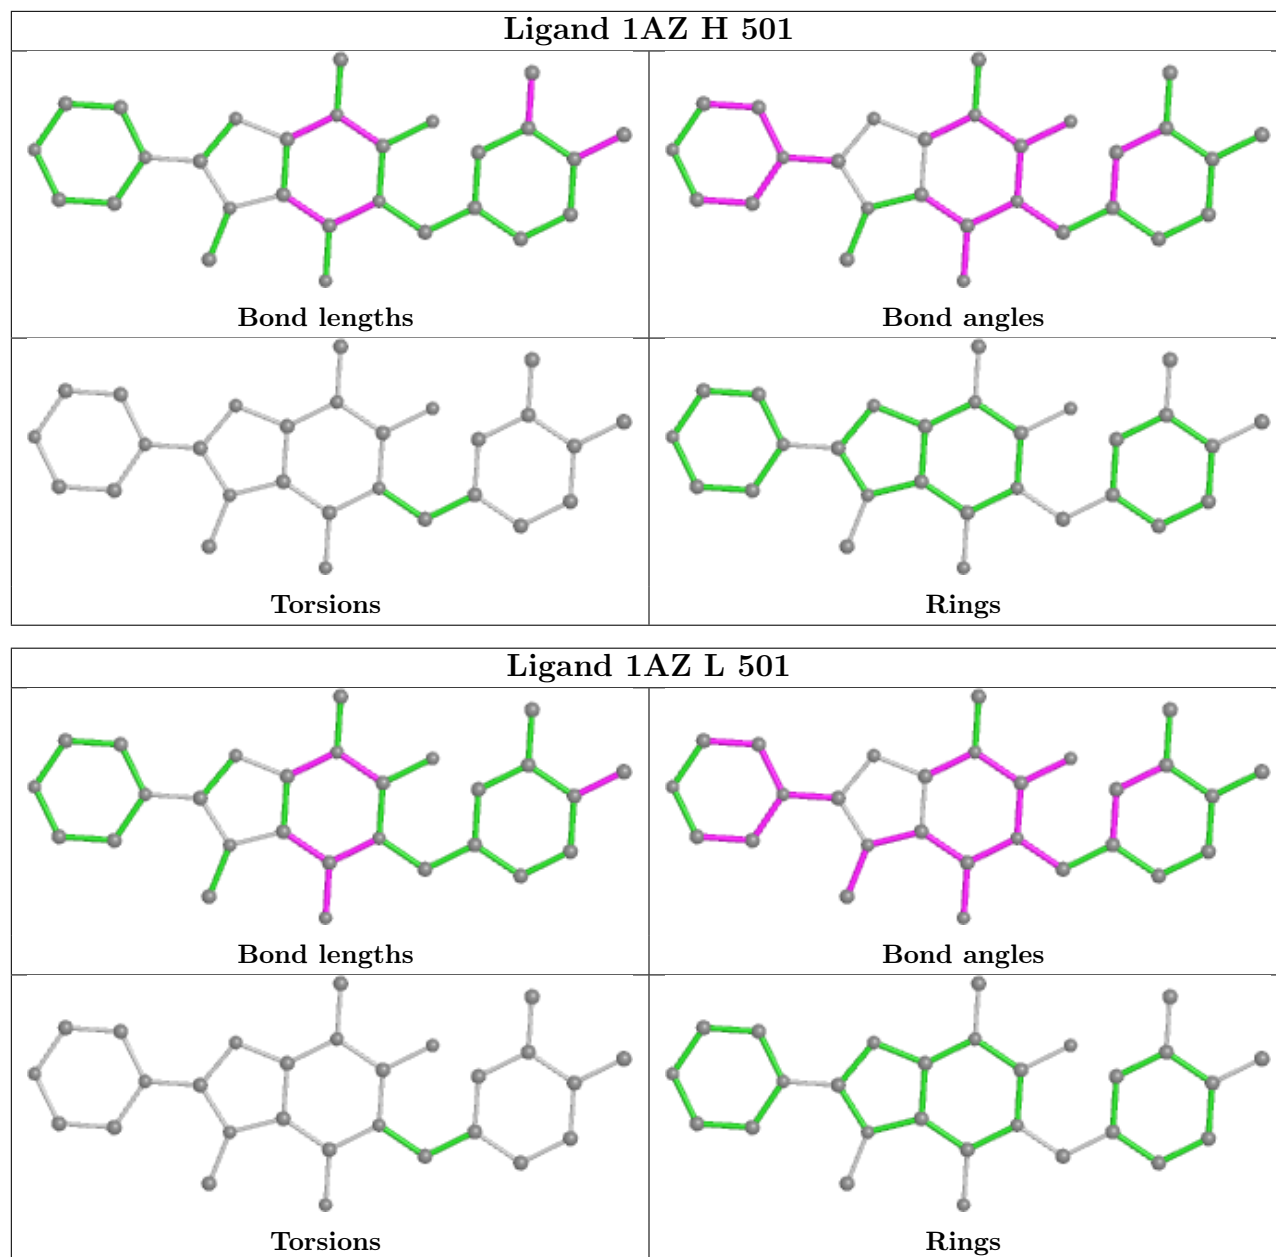 Ligand 1AZ H 501
Bond lengths
Bond angles
Torsions
Rings
Ligand 1AZ L 501
Bond lengths
Bond angles
Torsions
Rings